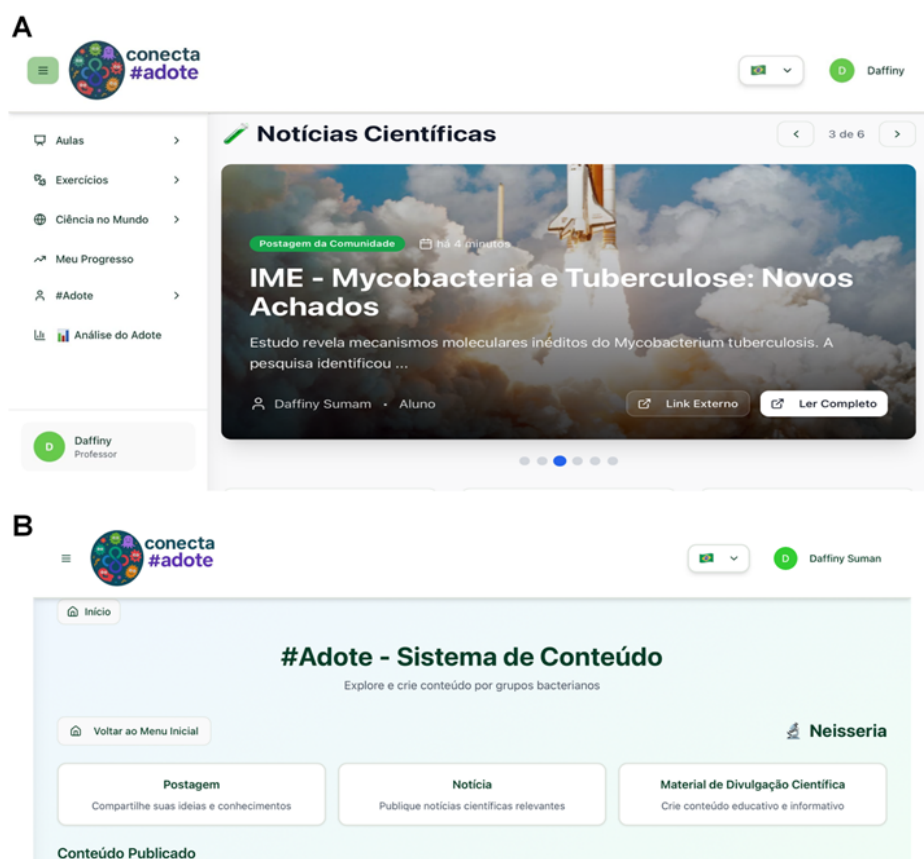 A
conecta
#adote
D Daffiny
Aulas
Exercícios
Ciência no Mundo
Meu Progresso
#Adote
Análise do Adote
D Daffiny
Professor
Notícias Científicas
3 de 6
Postagem da Comunidade há 4 minutos
IME - Mycobacteria e Tuberculose: Novos
Achados
Estudo revela mecanismos moleculares inéditos do Mycobacterium tuberculosis. A
pesquisa identificou ...
Daffiny Sumam • Aluno
Link Externo
Ler Completo
B
conecta
#adote
D Daffiny Suman
Início
#Adote - Sistema de Conteúdo
Explore e crie conteúdo por grupos bacterianos
Voltar ao Menu Inicial
Neisseria
Postagem
Compartilhe suas ideias e conhecimentos
Notícia
Publique notícias científicas relevantes
Material de Divulgação Científica
Crie conteúdo educativo e informativo
Conteúdo Publicado